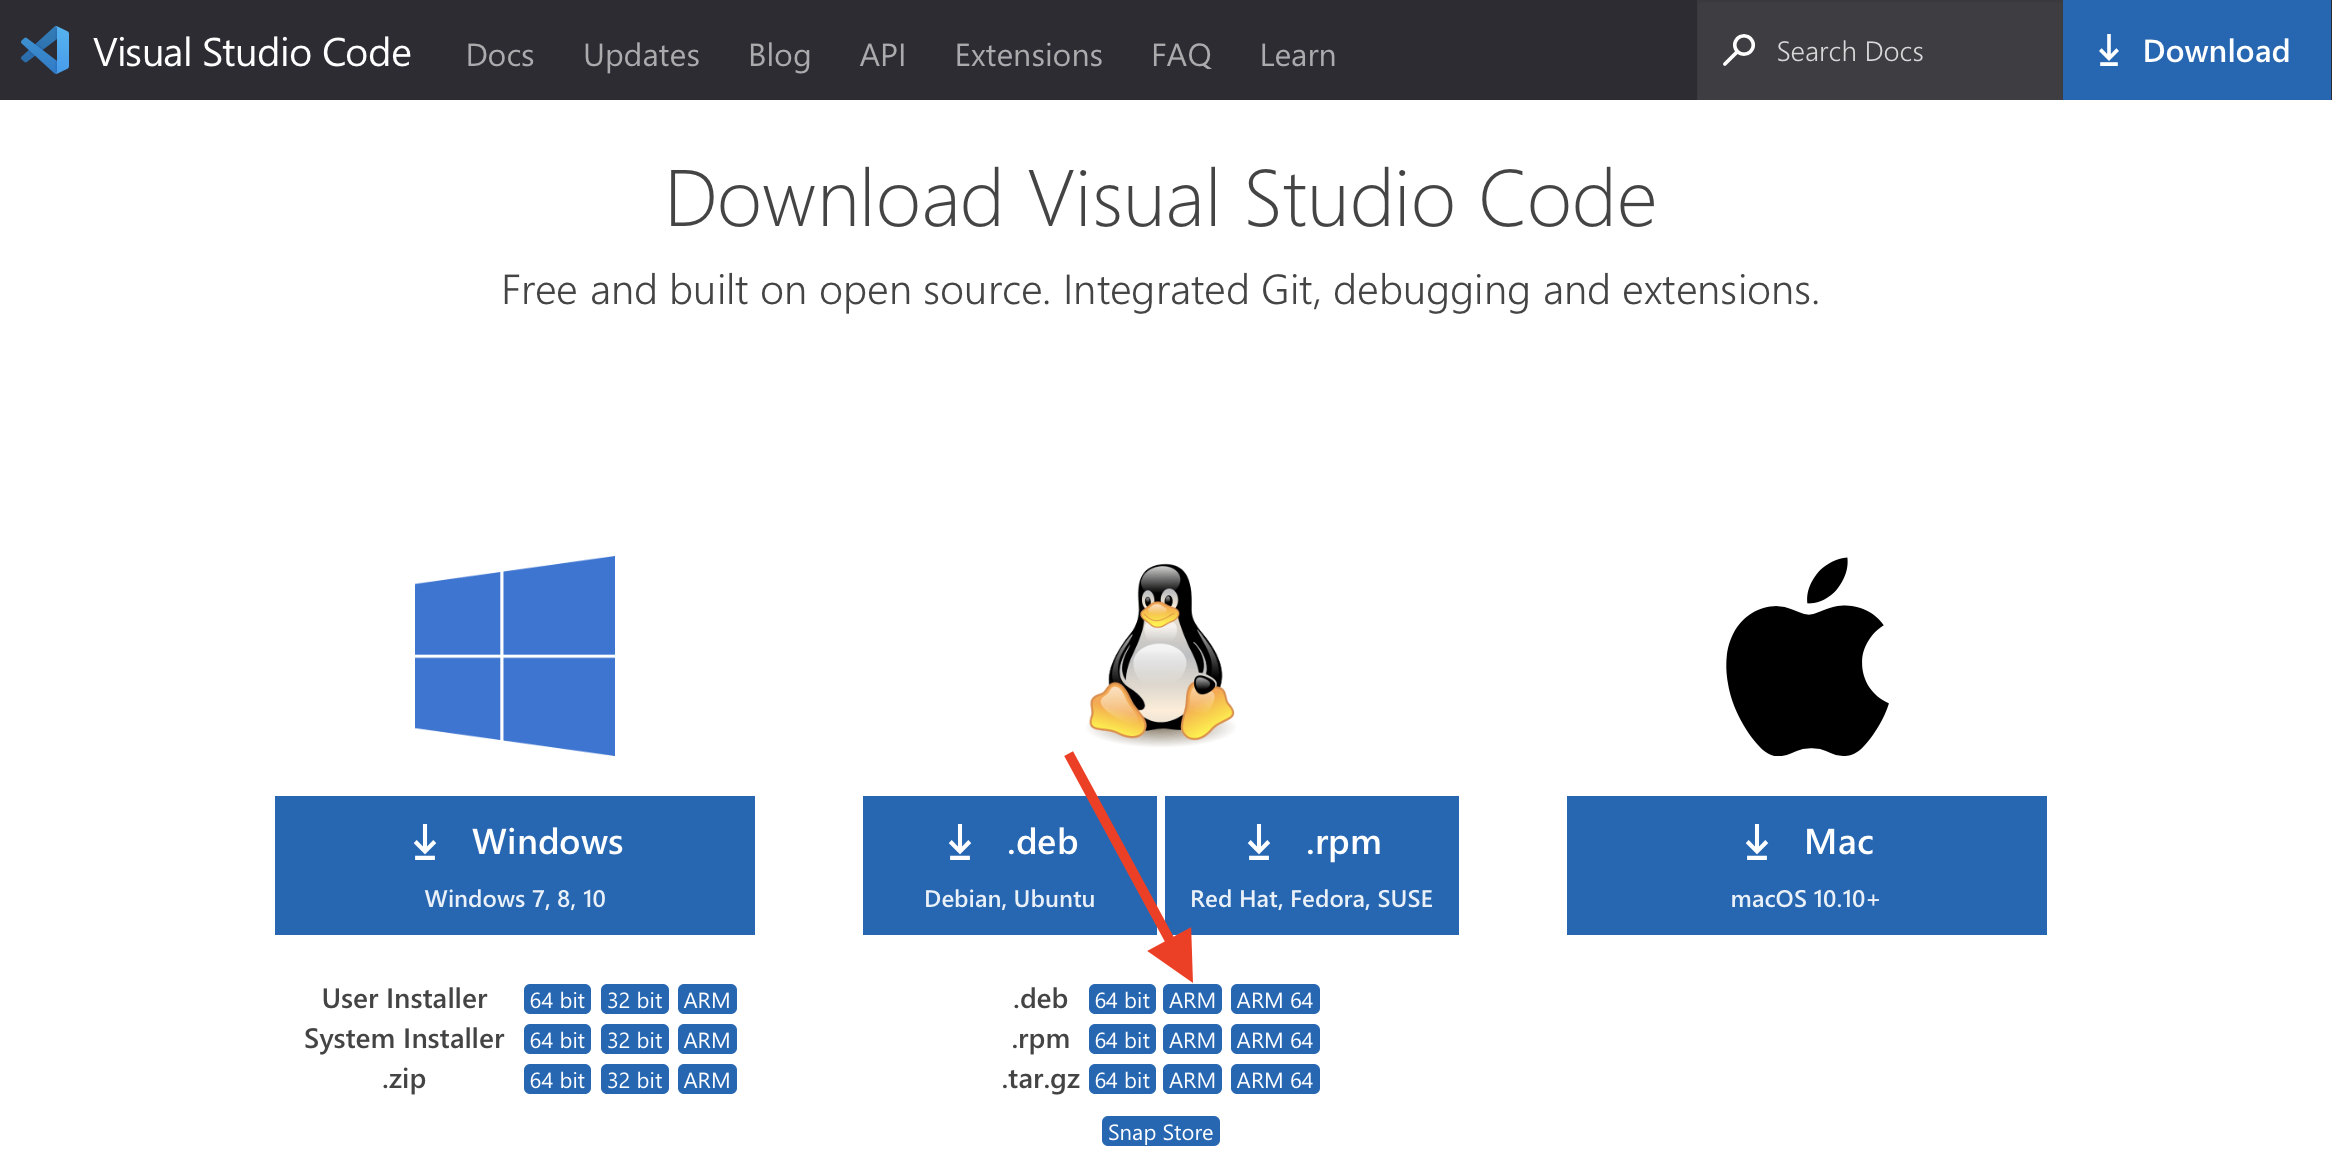 Visual Studio Code Docs Updates Blog API Extensions FAQ Learn Search Docs Download
Download Visual Studio Code
Free and built on open source. Integrated Git, debugging and extensions.
Windows
Windows 7, 8, 10
User Installer 64 bit 32 bit ARM
System Installer 64 bit 32 bit ARM
.zip 64 bit 32 bit ARM
.deb
Debian, Ubuntu
.rpm
Red Hat, Fedora, SUSE
.deb 64 bit ARM ARM 64
.rpm 64 bit ARM ARM 64
.tar.gz 64 bit ARM ARM 64
Snap Store
Mac
macOS 10.10+